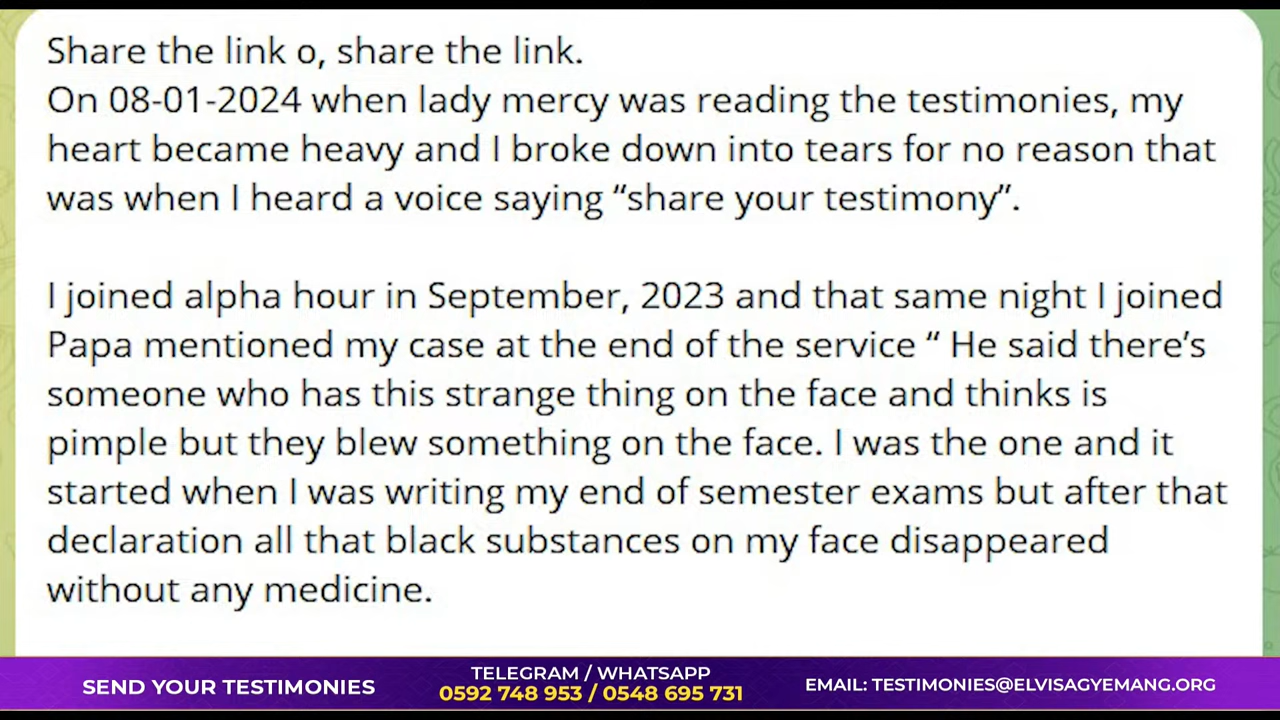 Share the link o, share the link.
On 08-01-2024 when lady mercy was reading the testimonies, my
heart became heavy and I broke down into tears for no reason that
was when I heard a voice saying “share your testimony”.
I joined alpha hour in September, 2023 and that same night I joined
Papa mentioned my case at the end of the service “ He said there’s
someone who has this strange thing on the face and thinks is
pimple but they blew something on the face. I was the one and it
started when I was writing my end of semester exams but after that
declaration all that black substances on my face disappeared
without any medicine.
SEND YOUR TESTIMONIES
TELEGRAM / WHATSAPP
0592 748 953 / 0548 695 731
EMAIL: TESTIMONIES@ELVISAGYEMANG.ORG